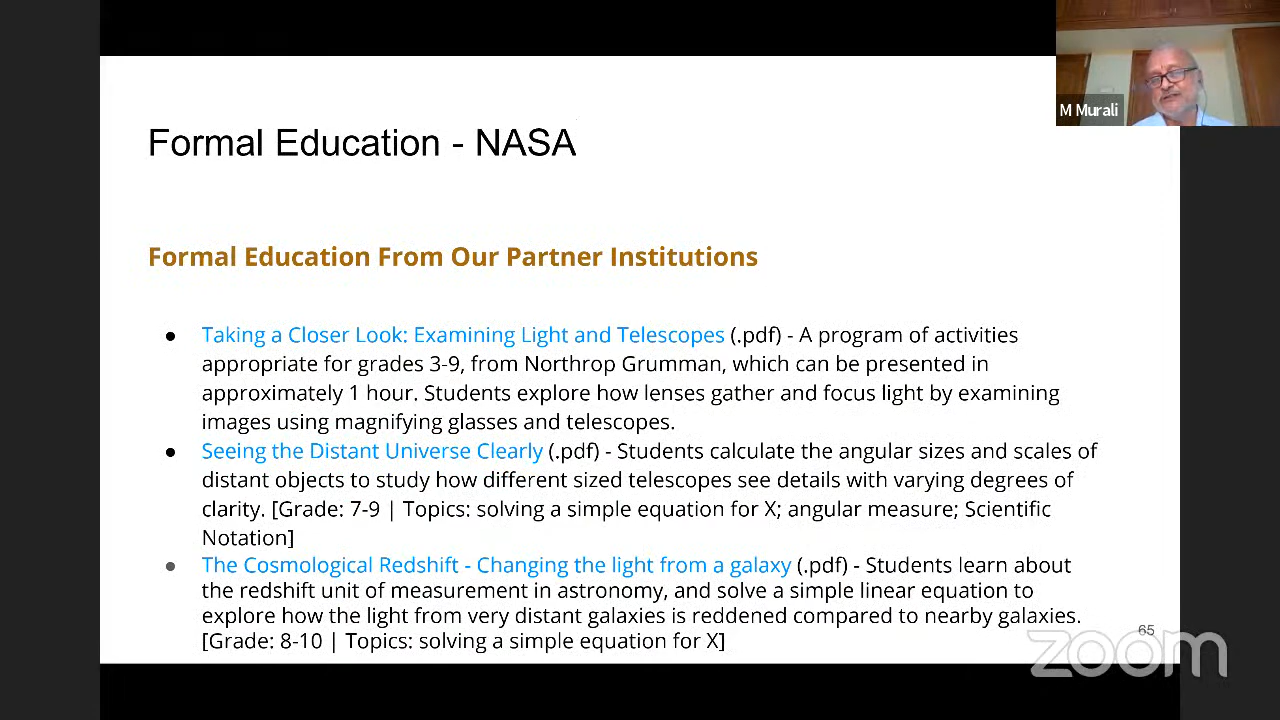 M Murali
Formal Education - NASA
Formal Education From Our Partner Institutions
● Taking a Closer Look: Examining Light and Telescopes (.pdf) - A program of activities
appropriate for grades 3-9, from Northrop Grumman, which can be presented in
approximately 1 hour. Students explore how lenses gather and focus light by examining
images using magnifying glasses and telescopes.
● Seeing the Distant Universe Clearly (.pdf) - Students calculate the angular sizes and scales of
distant objects to study how different sized telescopes see details with varying degrees of
clarity. [Grade: 7-9 | Topics: solving a simple equation for X; angular measure; Scientific
Notation]
● The Cosmological Redshift - Changing the light from a galaxy (.pdf) - Students learn about
the redshift unit of measurement in astronomy, and solve a simple linear equation to
explore how the light from very distant galaxies is reddened compared to nearby galaxies.
[Grade: 8-10 | Topics: solving a simple equation for X]
65
zoom